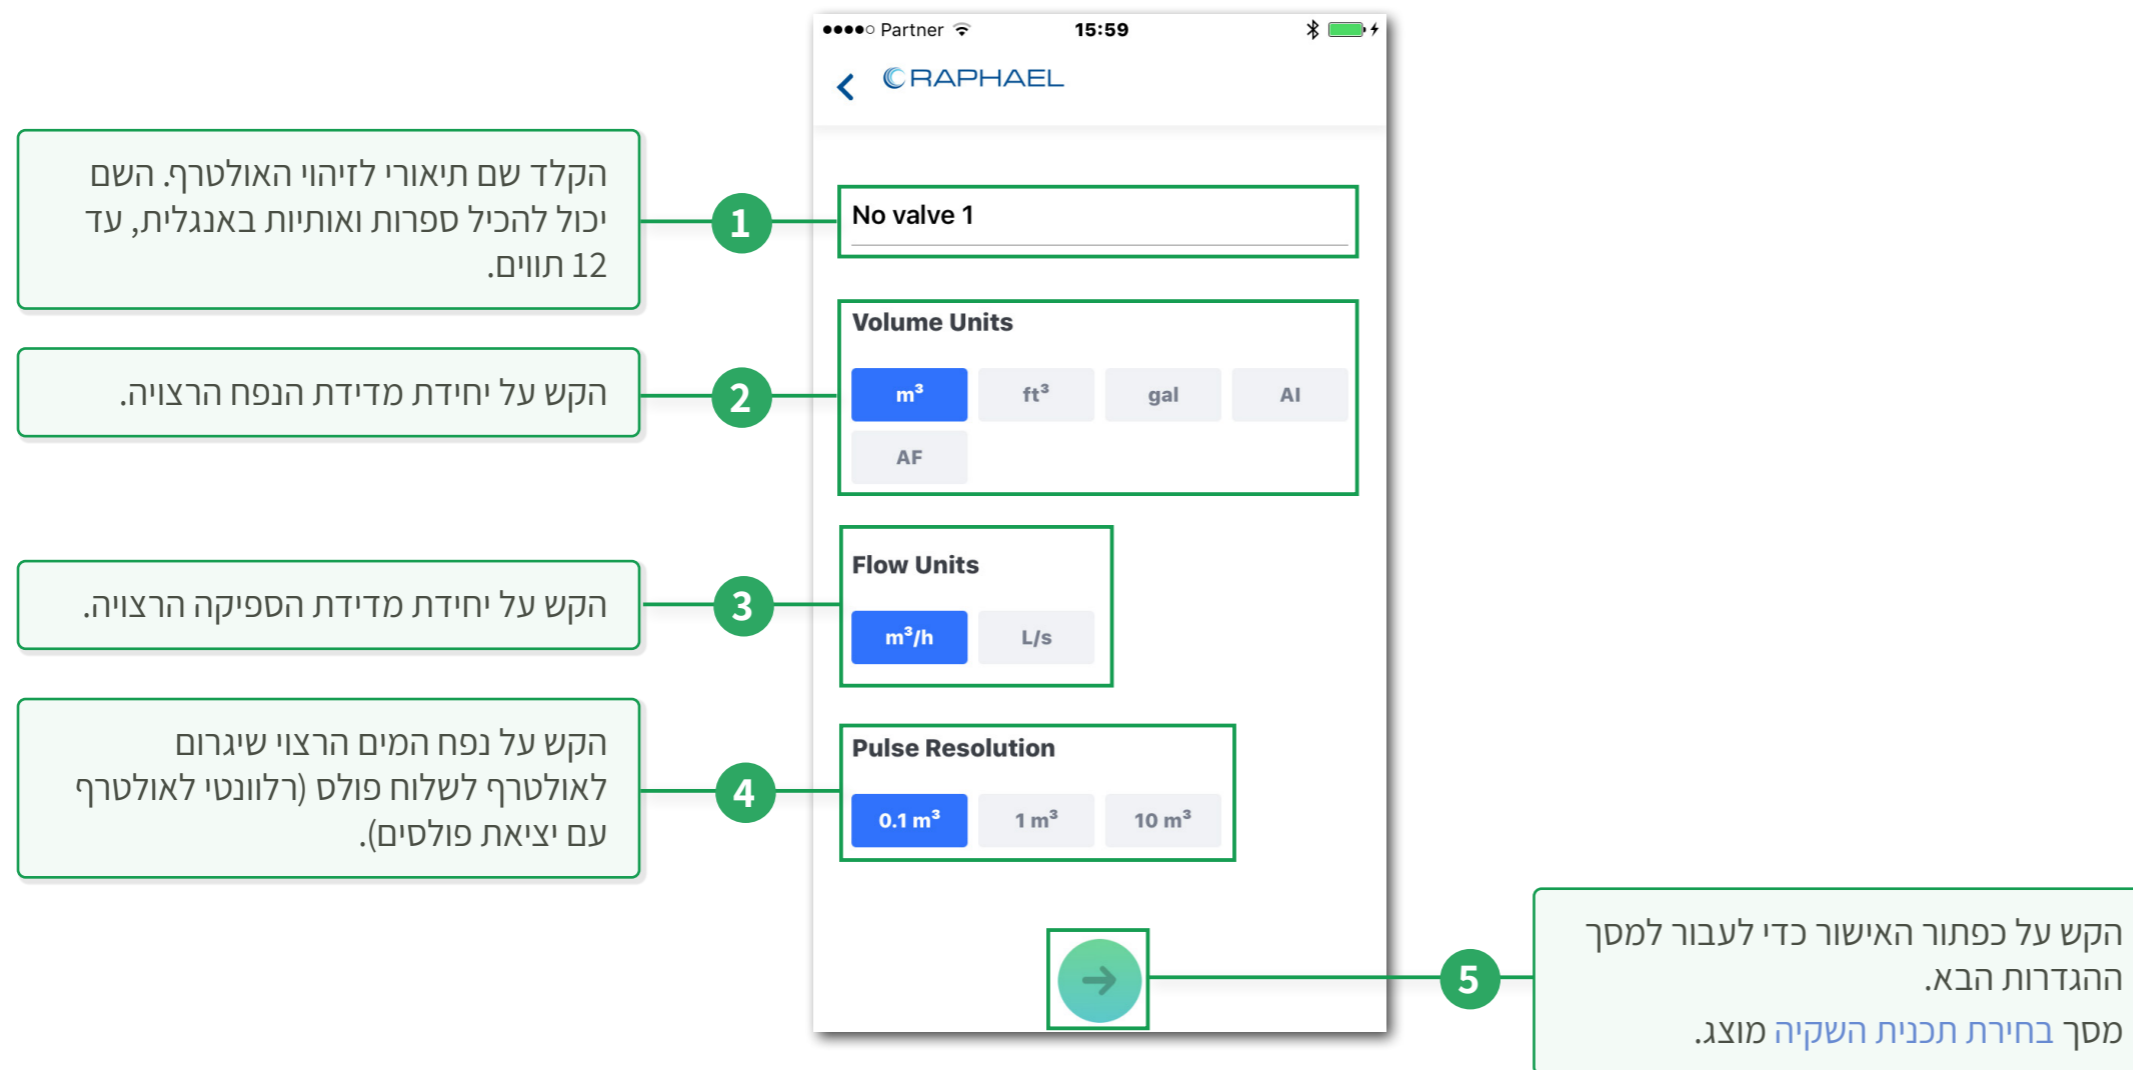 ●●●●○ Partner 15:59
RAPHAEL
הקלד שם תיאורי לזיהוי האולטרף. השם
יכול להכיל ספרות ואותיות באנגלית, עד
12 תווים.
1
No valve 1
הקש על יחידת מדידת הנפח הרצויה.
2
Volume Units
m³ ft³ gal AI
AF
הקש על יחידת מדידת הספיקה הרצויה.
3
Flow Units
m³/h L/s
הקש על נפח המים הרצוי שיגרום
לאולטרף לשלוח פולס (רלוונטי לאולטרף
עם יציאת פולסים).
4
Pulse Resolution
0.1 m³ 1 m³ 10 m³
5
הקש על כפתור האישור כדי לעבור למסך
ההגדרות הבא.
מסך בחירת תכנית השקיה מוצג.